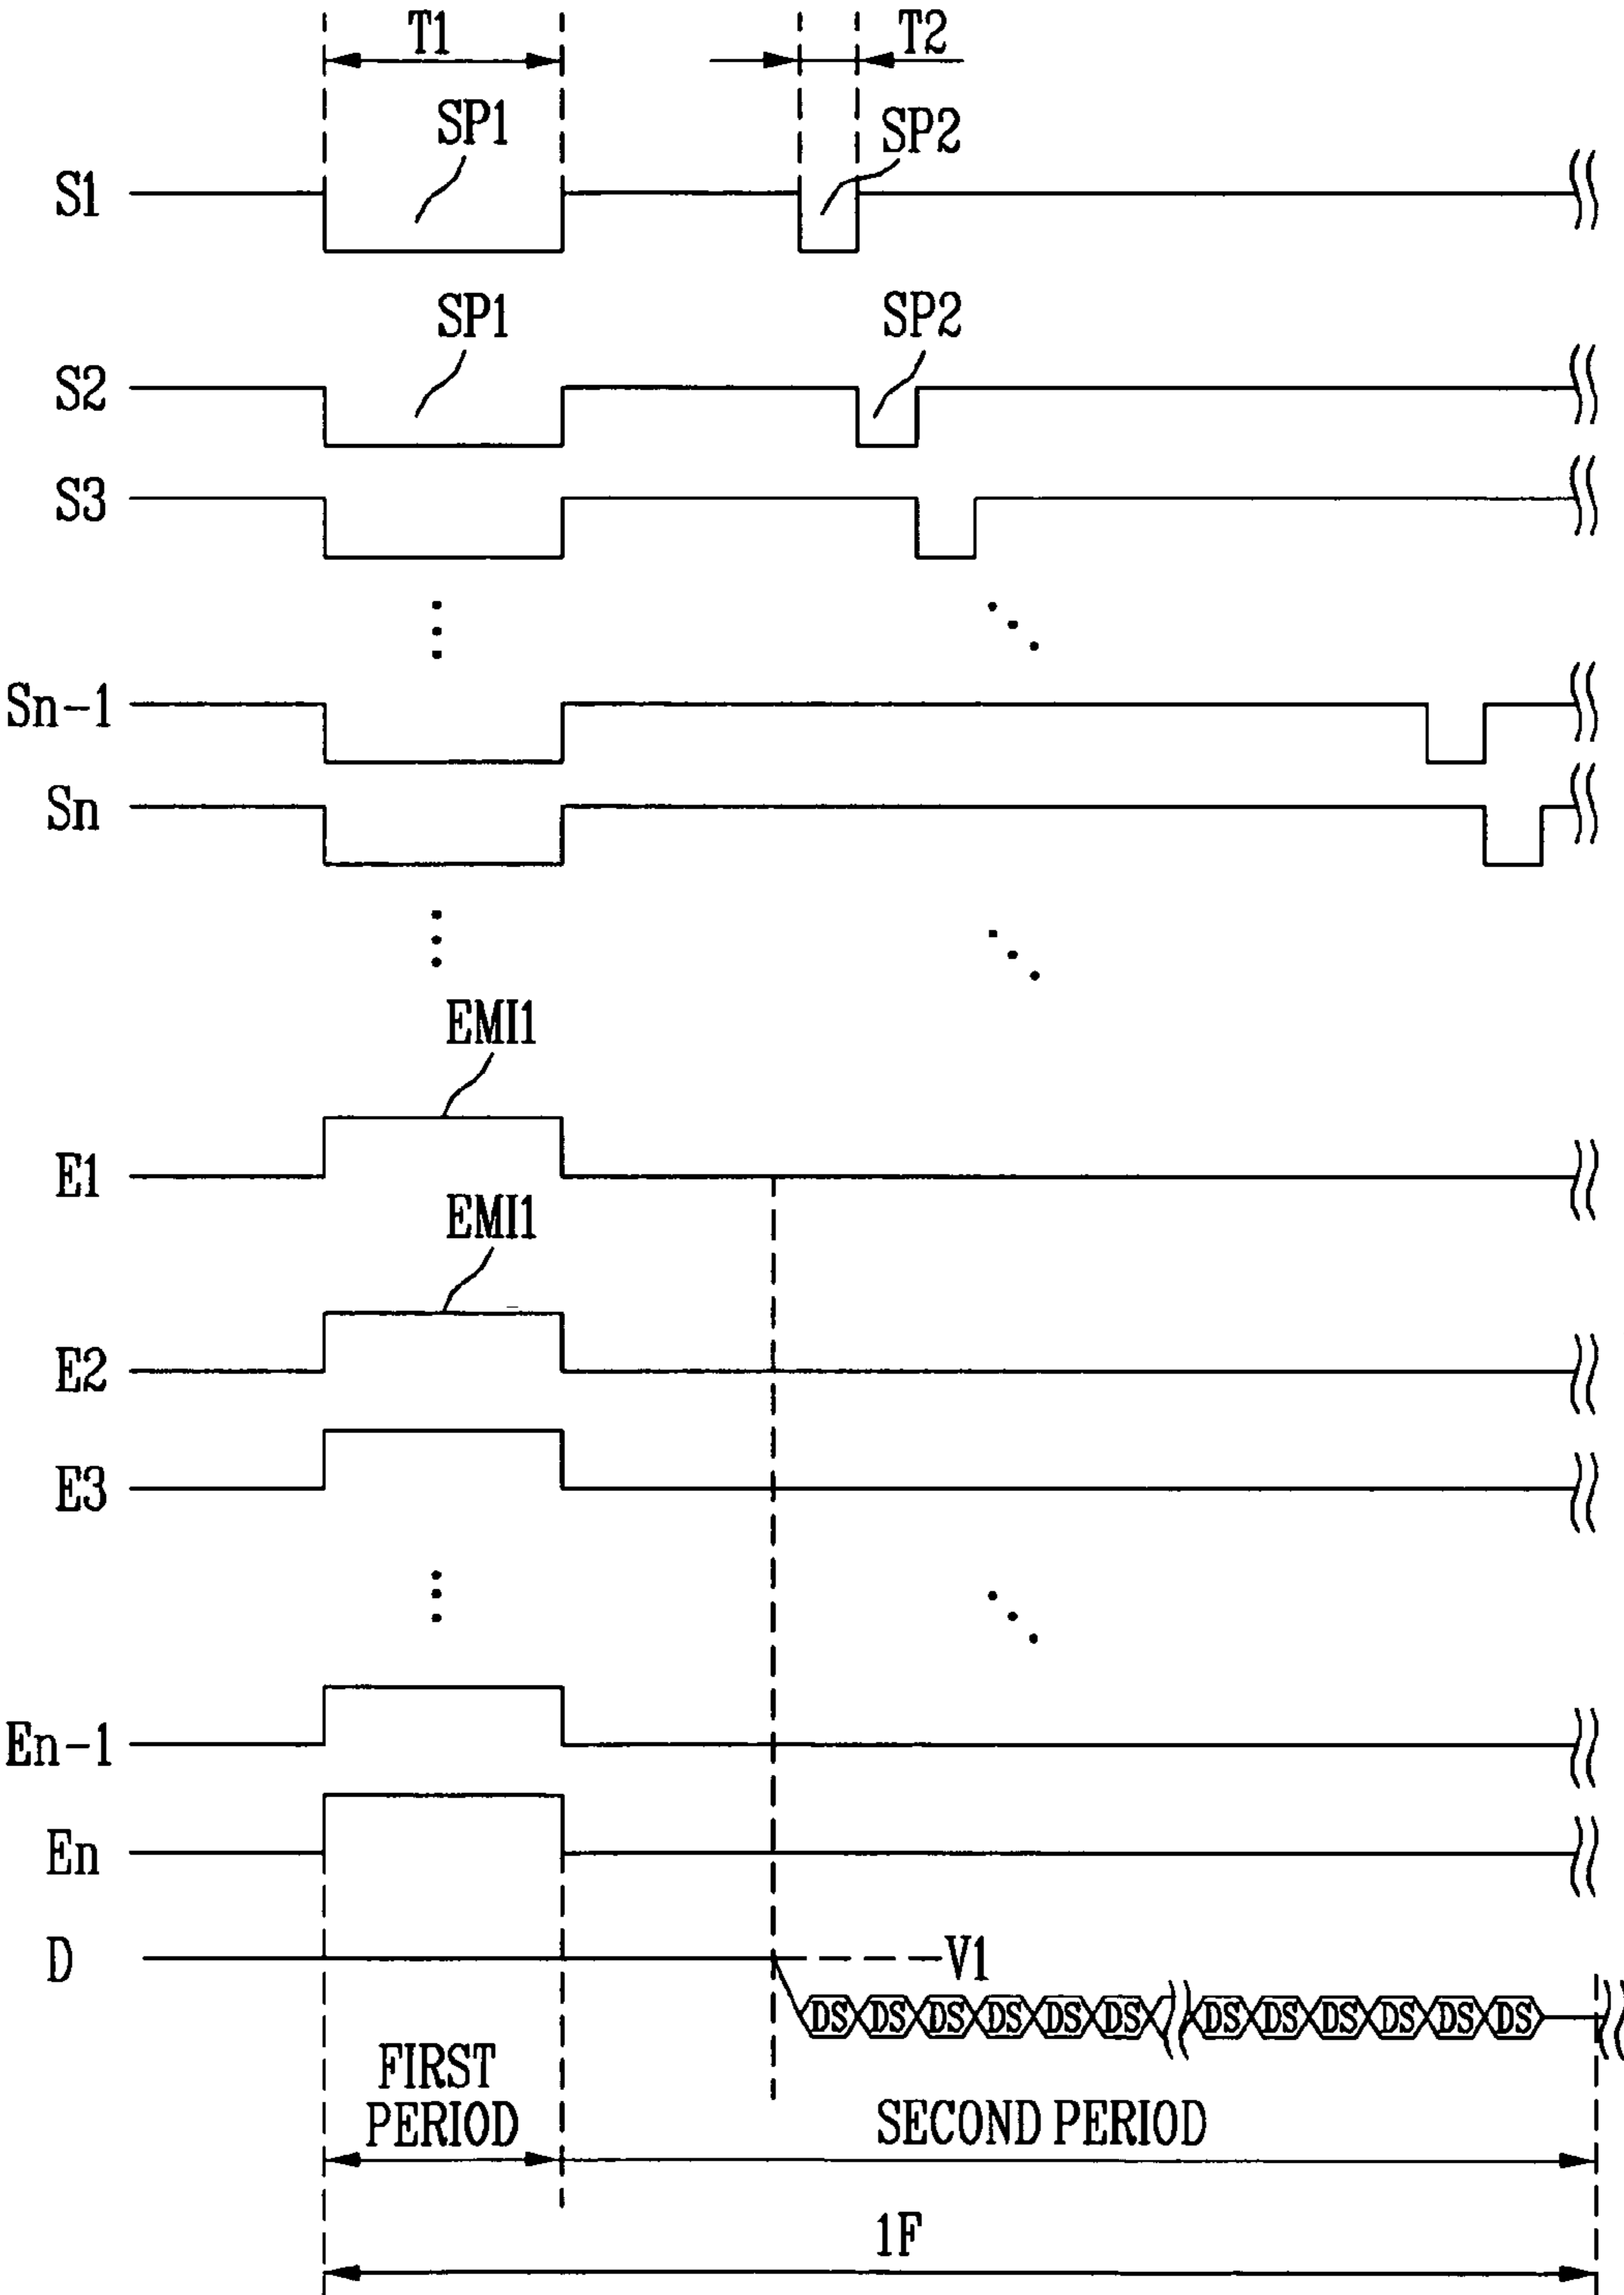 T1 T2
SP1 SP2
S1
SP1 SP2
S2
S3
Sn-1
Sn
EMI1
E1
EMI1
E2
E3
En-1
En
D V1
DS DS DS DS DS DS DS DS DS DS DS DS
FIRST
PERIOD SECOND PERIOD
1F